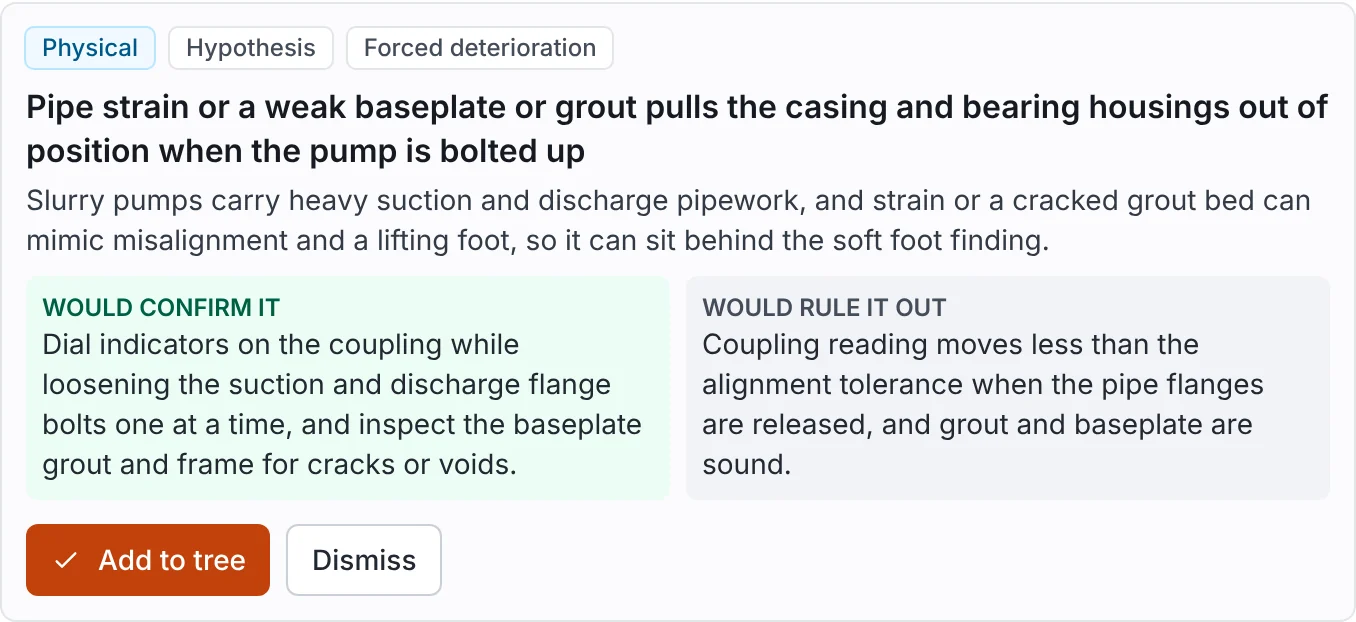 Physical
Hypothesis
Forced deterioration
Pipe strain or a weak baseplate or grout pulls the casing and bearing housings out of
position when the pump is bolted up
Slurry pumps carry heavy suction and discharge pipework, and strain or a cracked grout bed can
mimic misalignment and a lifting foot, so it can sit behind the soft foot finding.
WOULD CONFIRM IT
Dial indicators on the coupling while
loosening the suction and discharge flange
bolts one at a time, and inspect the baseplate
grout and frame for cracks or voids.
WOULD RULE IT OUT
Coupling reading moves less than the
alignment tolerance when the pipe flanges
are released, and grout and baseplate are
sound.
Add to tree
Dismiss